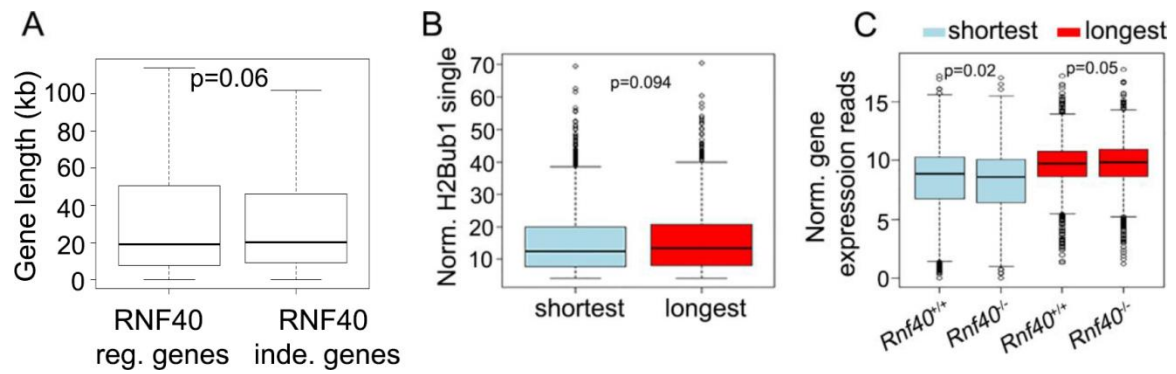 A
Gene length (kb)
100
80
60
40
20
0
p=0.06
RNF40
reg. genes
RNF40
inde. genes
B
Norm. H2Bub1 single
70
60
50
40
30
20
10
p=0.094
shortest
longest
C
shortest
longest
Norm. gene
expressoion reads
15
10
5
0
p=0.02
p=0.05
Rnf40+/+
Rnf40-/-
Rnf40+/+
Rnf40-/-